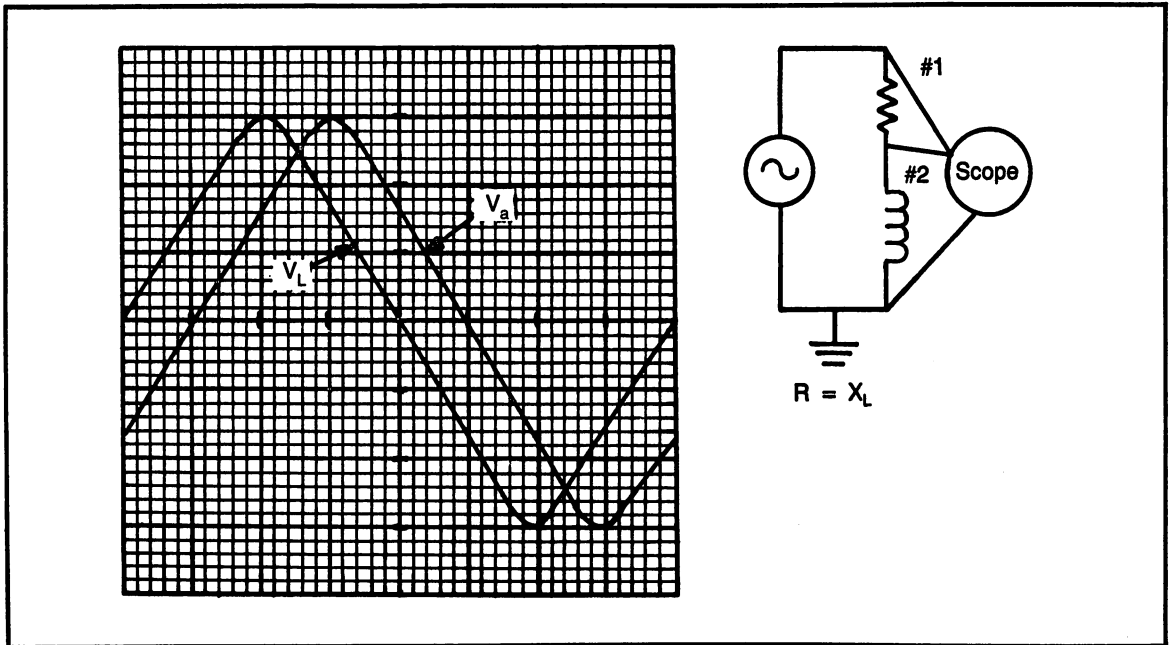 V_a
V_L
#1
#2
Scope
R = X_L